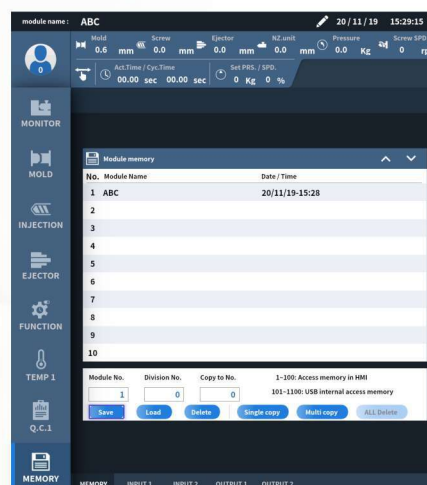 module name : ABC 20 / 11 / 19 15:29:15
Mold Screw Ejector NZ.unit Pressure Screw SPD.
0.6 mm 0.0 mm 0.0 mm 0.0 mm 0.0 Kg 0
Act.Time / Cyc.Time Set PRS. / SPD.
00.00 sec 00.00 sec 0 Kg 0 %
0
MONITOR
MOLD
INJECTION
EJECTOR
FUNCTION
TEMP 1
Q.C.1
MEMORY
Module memory
No. Module Name Date / Time
1 ABC 20/11/19-15:28
2
3
4
5
6
7
8
9
10
Module No. Division No. Copy to No. 1~100: Access memory in HMI
1 0 0 101~1100: USB internal access memory
Save Load Delete Single copy Multi copy ALL Delete
MEMORY INPUT 1 INPUT 2 OUTPUT 1 OUTPUT 2